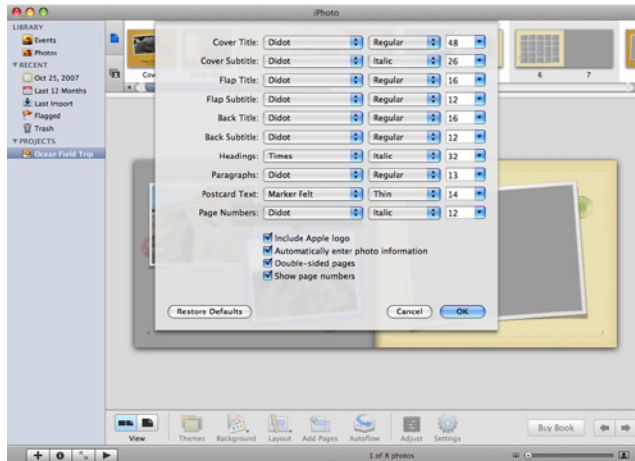 iPhoto
LIBRARY
Events
Photos
▼ RECENT
Oct 25, 2007
Last 12 Months
Last Import
Flagged
Trash
▼ PROJECTS
Ocean Field Trip
Cov
6 7
Cover Title: Didot Regular 48
Cover Subtitle: Didot Italic 26
Flap Title: Didot Regular 16
Flap Subtitle: Didot Regular 12
Back Title: Didot Regular 16
Back Subtitle: Didot Regular 12
Headings: Times Italic 32
Paragraphs: Didot Regular 13
Postcard Text: Marker Felt Thin 14
Page Numbers: Didot Italic 12
Include Apple logo
Automatically enter photo information
Double-sided pages
Show page numbers
Restore Defaults Cancel OK
View Themes Background Layout Add Pages Autoflow Adjust Settings Buy Book
1 of 8 photos